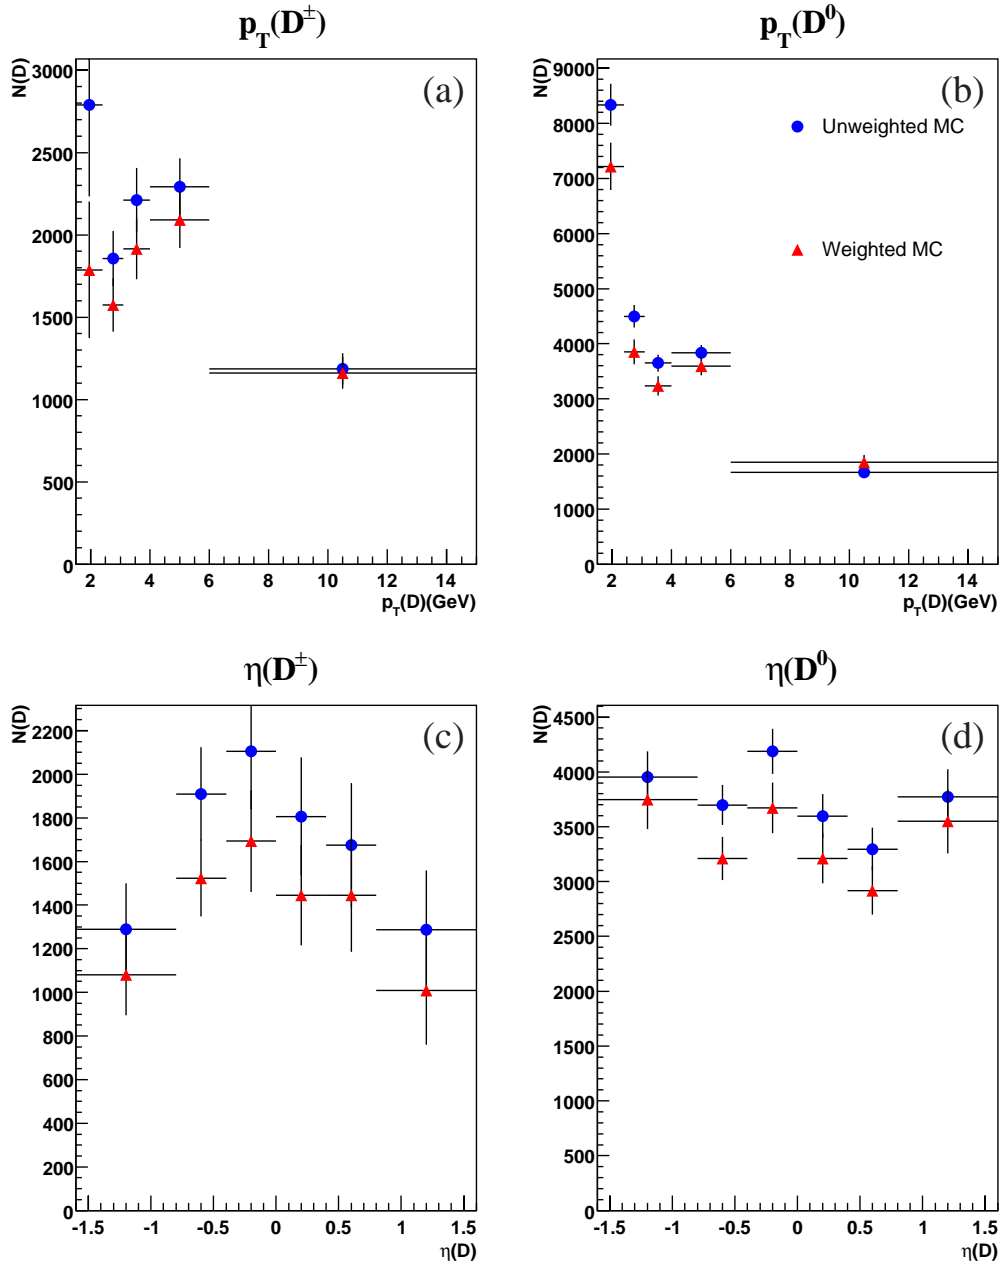 p_T(D^±)
N(D)
(a)
3000
2500
2000
1500
1000
500
0
2 4 6 8 10 12 14
p_T(D)(GeV)
p_T(D^0)
N(D)
(b)
Unweighted MC
Weighted MC
9000
8000
7000
6000
5000
4000
3000
2000
1000
0
2 4 6 8 10 12 14
p_T(D)(GeV)
η(D^±)
N(D)
(c)
2200
2000
1800
1600
1400
1200
1000
800
600
400
200
0
-1.5 -1 -0.5 0 0.5 1 1.5
η(D)
η(D^0)
N(D)
(d)
4500
4000
3500
3000
2500
2000
1500
1000
500
0
-1.5 -1 -0.5 0 0.5 1 1.5
η(D)